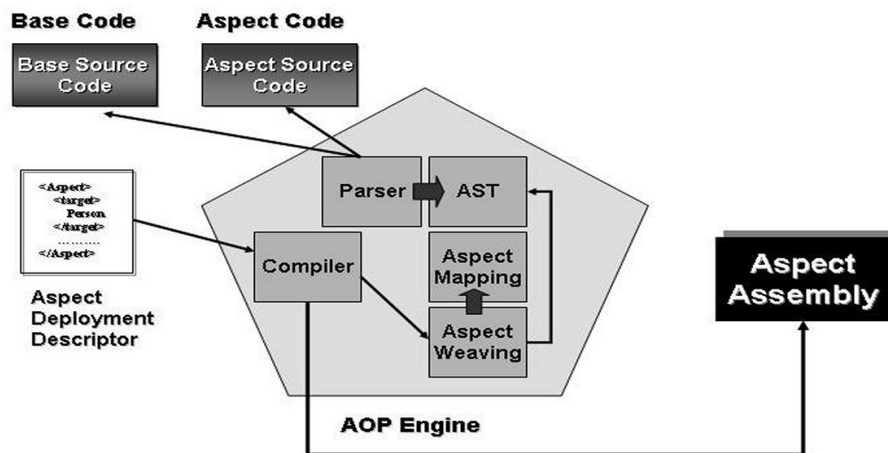 Base Code
Aspect Code
Base Source
Code
Aspect Source
Code
Parser
AST
<Aspect>
<target>
Person
</target>
..........
</Aspect>
Compiler
Aspect
Mapping
Aspect
Assembly
Aspect
Deployment
Descriptor
Aspect
Weaving
AOP Engine